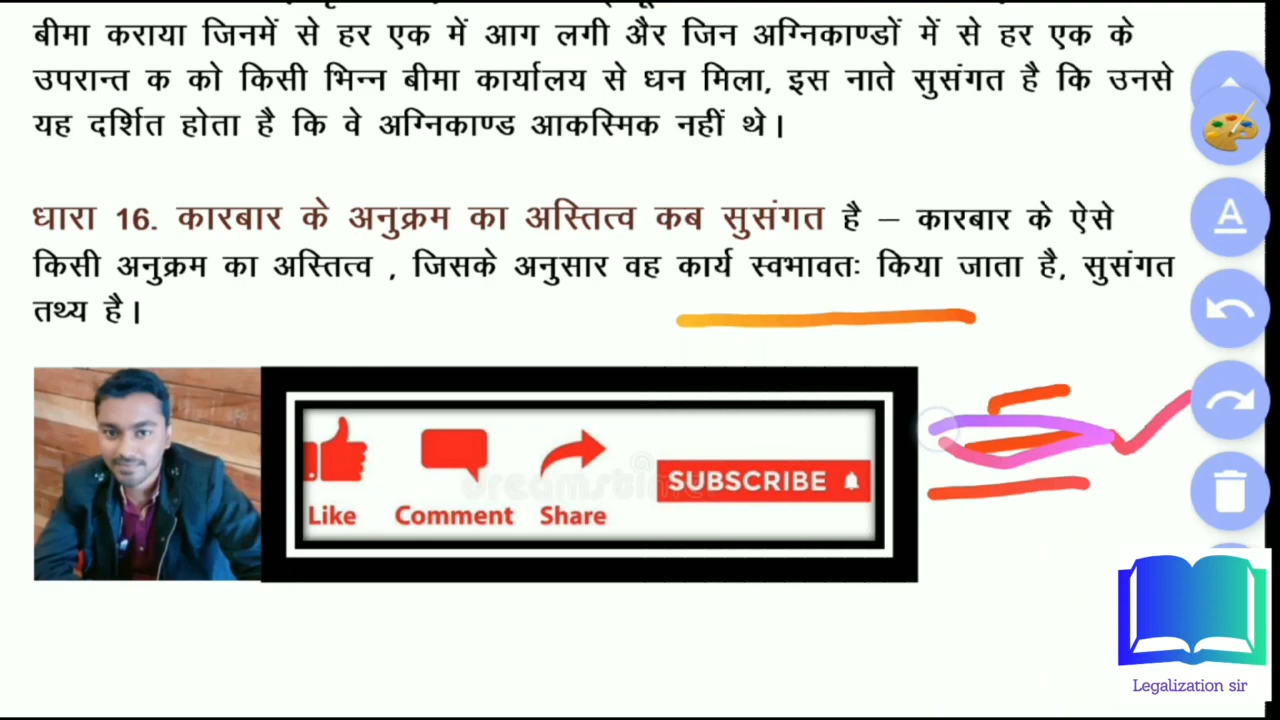 बीमा कराया जिनमें से हर एक में आग लगी और जिन अग्निकाण्डों में से हर एक के
उपरान्त क को किसी भिन्न बीमा कार्यालय से धन मिला, इस नाते सुसंगत है कि उनसे
यह दर्शित होता है कि वे अग्निकाण्ड आकस्मिक नहीं थे।
धारा 16. कारबार के अनुक्रम का अस्तित्व कब सुसंगत है – कारबार के ऐसे
किसी अनुक्रम का अस्तित्व , जिसके अनुसार वह कार्य स्वभावतः किया जाता है, सुसंगत
तथ्य है।
A
SUBSCRIBE
dreamstime
Like Comment Share
Legalization sir